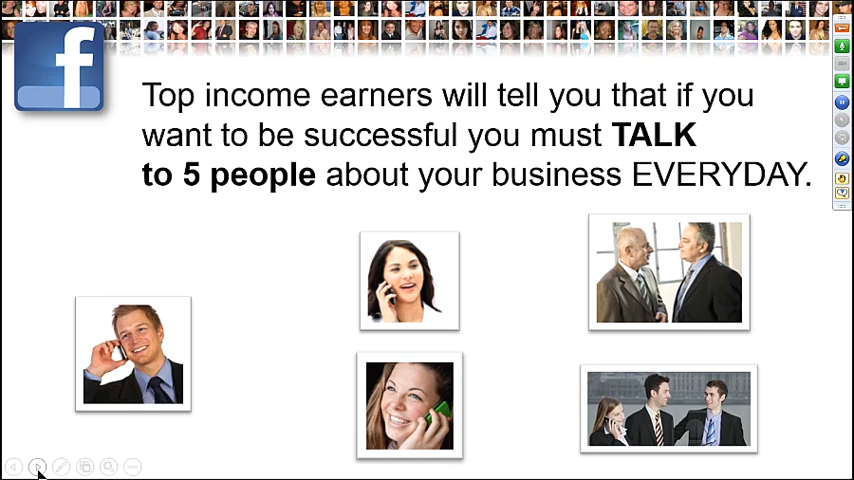 f
Top income earners will tell you that if you
want to be successful you must TALK
to 5 people about your business EVERYDAY.